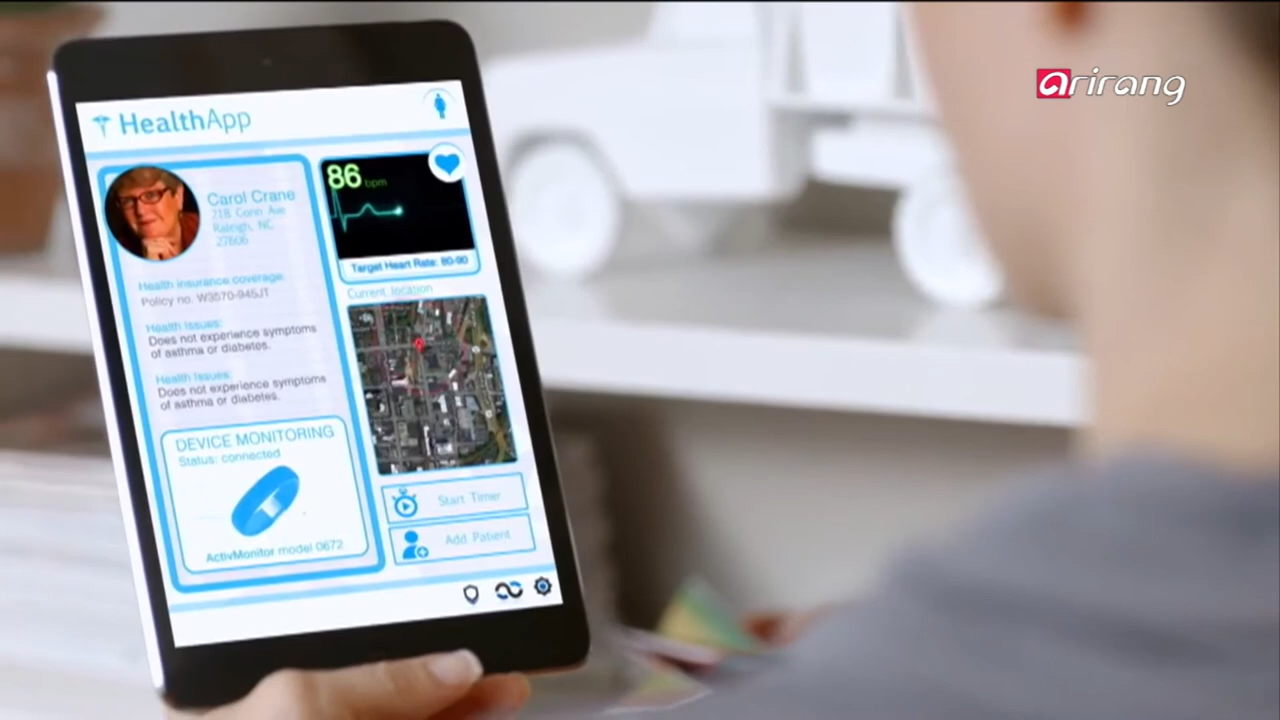 arirang
HealthApp
Carol Crane
218 Conn Ave
Raleigh, NC
27606
Health insurance coverage:
Policy no. W3570-945JT
Health Issues:
Does not experience symptoms
of asthma or diabetes.
Health Issues:
Does not experience symptoms
of asthma or diabetes.
DEVICE MONITORING
Status: connected
ActivMonitor model 0672
86 bpm
Target Heart Rate: 80-90
Current location
Start Timer
Add Patient